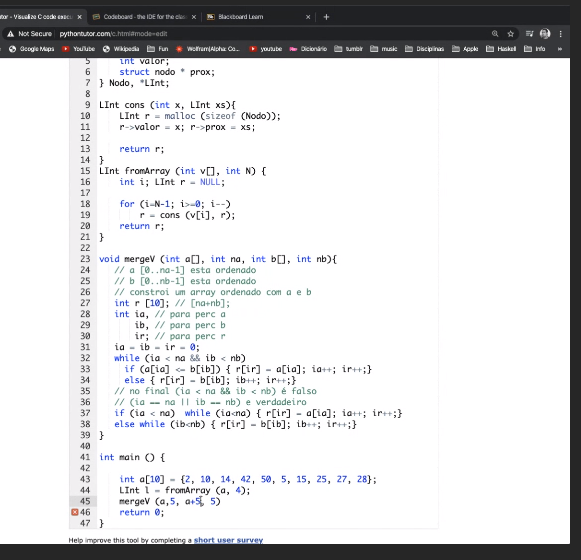 tor - Visualize C code execu
Codeboard - the IDE for the clas
Blackboard Learn
Not Secure
pythontutor.com/c.html#mode=edit
Google Maps YouTube Wikipedia Fun Wolfram|Alpha: Co... youtube Dicionário tumblr music Disciplinas Apple Haskell Info
5 int valor;
6 struct nodo * prox;
7 } Nodo, *LInt;
8
9 LInt cons (int x, LInt xs){
10 LInt r = malloc (sizeof (Nodo));
11 r->valor = x; r->prox = xs;
12
13 return r;
14 }
15 LInt fromArray (int v[], int N) {
16 int i; LInt r = NULL;
17
18 for (i=N-1; i>=0; i--)
19 r = cons (v[i], r);
20 return r;
21 }
22
23 void mergeV (int a[], int na, int b[], int nb){
24 // a [0..na-1] esta ordenado
25 // b [0..nb-1] esta ordenado
26 // constroi um array ordenado com a e b
27 int r [10]; // [na+nb];
28 int ia, // para perc a
29 ib, // para perc b
30 ir; // para perc r
31 ia = ib = ir = 0;
32 while (ia < na && ib < nb)
33 if (a[ia] <= b[ib]) { r[ir] = a[ia]; ia++; ir++;}
34 else { r[ir] = b[ib]; ib++; ir++;}
35 // no final (ia < na && ib < nb) é falso
36 // (ia == na || ib == nb) e verdadeiro
37 if (ia < na) while (ia<na) { r[ir] = a[ia]; ia++; ir++;}
38 else while (ib<nb) { r[ir] = b[ib]; ib++; ir++;}
39 }
40
41 int main () {
42
43 int a[10] = {2, 10, 14, 42, 50, 5, 15, 25, 27, 28};
44 LInt l = fromArray (a, 4);
45 mergeV (a,5, a+5, 5)
46 return 0;
47 }
Help improve this tool by completing a short user survey